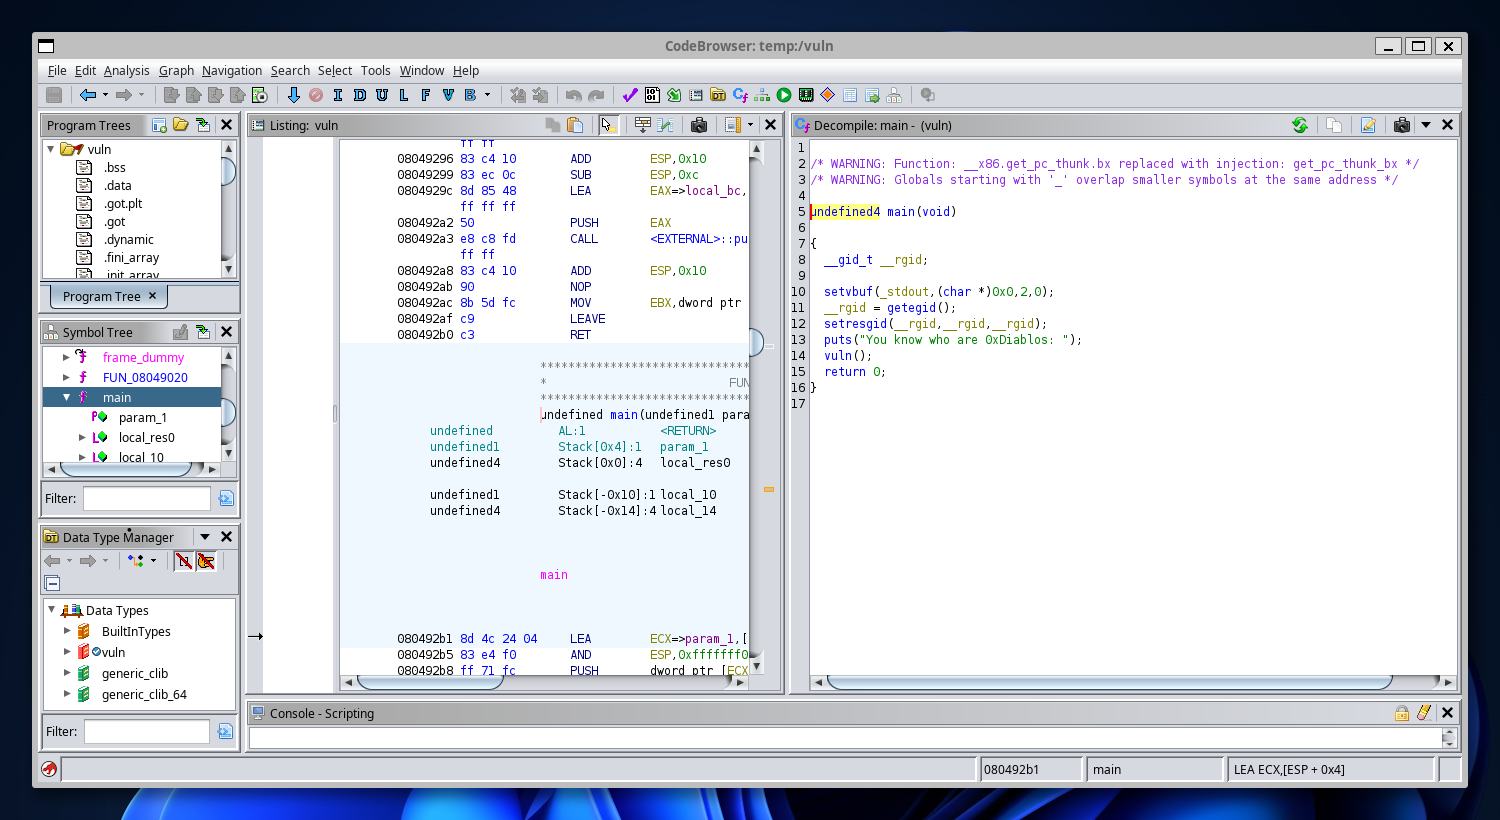 CodeBrowser: temp:/vuln
File Edit Analysis Graph Navigation Search Select Tools Window Help
I D U L F V B
Program Trees
vuln
.bss
.data
.got.plt
.got
.dynamic
.fini_array
.init_array
Program Tree ×
Symbol Tree
frame_dummy
FUN_08049020
main
param_1
local_res0
local_10
Filter:
Data Type Manager
Data Types
BuiltInTypes
vuln
generic_clib
generic_clib_64
Filter:
Listing: vuln
ff ff
08049296 83 c4 10 ADD ESP,0x10
08049299 83 ec 0c SUB ESP,0xc
0804929c 8d 85 48 LEA EAX=>local_bc,
ff ff ff
080492a2 50 PUSH EAX
080492a3 e8 c8 fd CALL <EXTERNAL>::pu
ff ff
080492a8 83 c4 10 ADD ESP,0x10
080492ab 90 NOP
080492ac 8b 5d fc MOV EBX,dword ptr
080492af c9 LEAVE
080492b0 c3 RET
******************************
* FUN
******************************
undefined main(undefined1 para
undefined AL:1 <RETURN>
undefined1 Stack[0x4]:1 param_1
undefined4 Stack[0x0]:4 local_res0
undefined1 Stack[-0x10]:1 local_10
undefined4 Stack[-0x14]:4 local_14
main
080492b1 8d 4c 24 04 LEA ECX=>param_1,[
080492b5 83 e4 f0 AND ESP,0xfffffff0
080492b8 ff 71 fc PUSH dword ptr [ECX
Decompile: main - (vuln)
1
2 /* WARNING: Function: __x86.get_pc_thunk.bx replaced with injection: get_pc_thunk_bx */
3 /* WARNING: Globals starting with '_' overlap smaller symbols at the same address */
4
5 undefined4 main(void)
6
7 {
8 __gid_t __rgid;
9
10 setvbuf(_stdout,(char *)0x0,2,0);
11 __rgid = getegid();
12 setresgid(__rgid,__rgid,__rgid);
13 puts("You know who are 0xDiablos: ");
14 vuln();
15 return 0;
16 }
17
Console - Scripting
080492b1
main
LEA ECX,[ESP + 0x4]